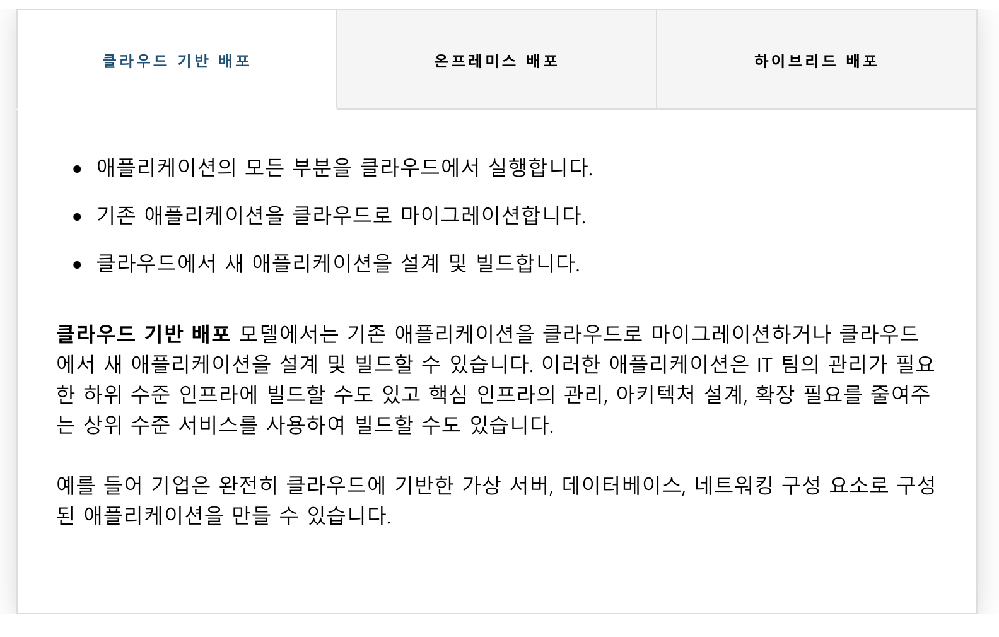 클라우드 기반 배포
온프레미스 배포
하이브리드 배포
• 애플리케이션의 모든 부분을 클라우드에서 실행합니다.
• 기존 애플리케이션을 클라우드로 마이그레이션합니다.
• 클라우드에서 새 애플리케이션을 설계 및 빌드합니다.
클라우드 기반 배포 모델에서는 기존 애플리케이션을 클라우드로 마이그레이션하거나 클라우드
에서 새 애플리케이션을 설계 및 빌드할 수 있습니다. 이러한 애플리케이션은 IT 팀의 관리가 필요
한 하위 수준 인프라에 빌드할 수도 있고 핵심 인프라의 관리, 아키텍처 설계, 확장 필요를 줄여주
는 상위 수준 서비스를 사용하여 빌드할 수도 있습니다.
예를 들어 기업은 완전히 클라우드에 기반한 가상 서버, 데이터베이스, 네트워킹 구성 요소로 구성
된 애플리케이션을 만들 수 있습니다.